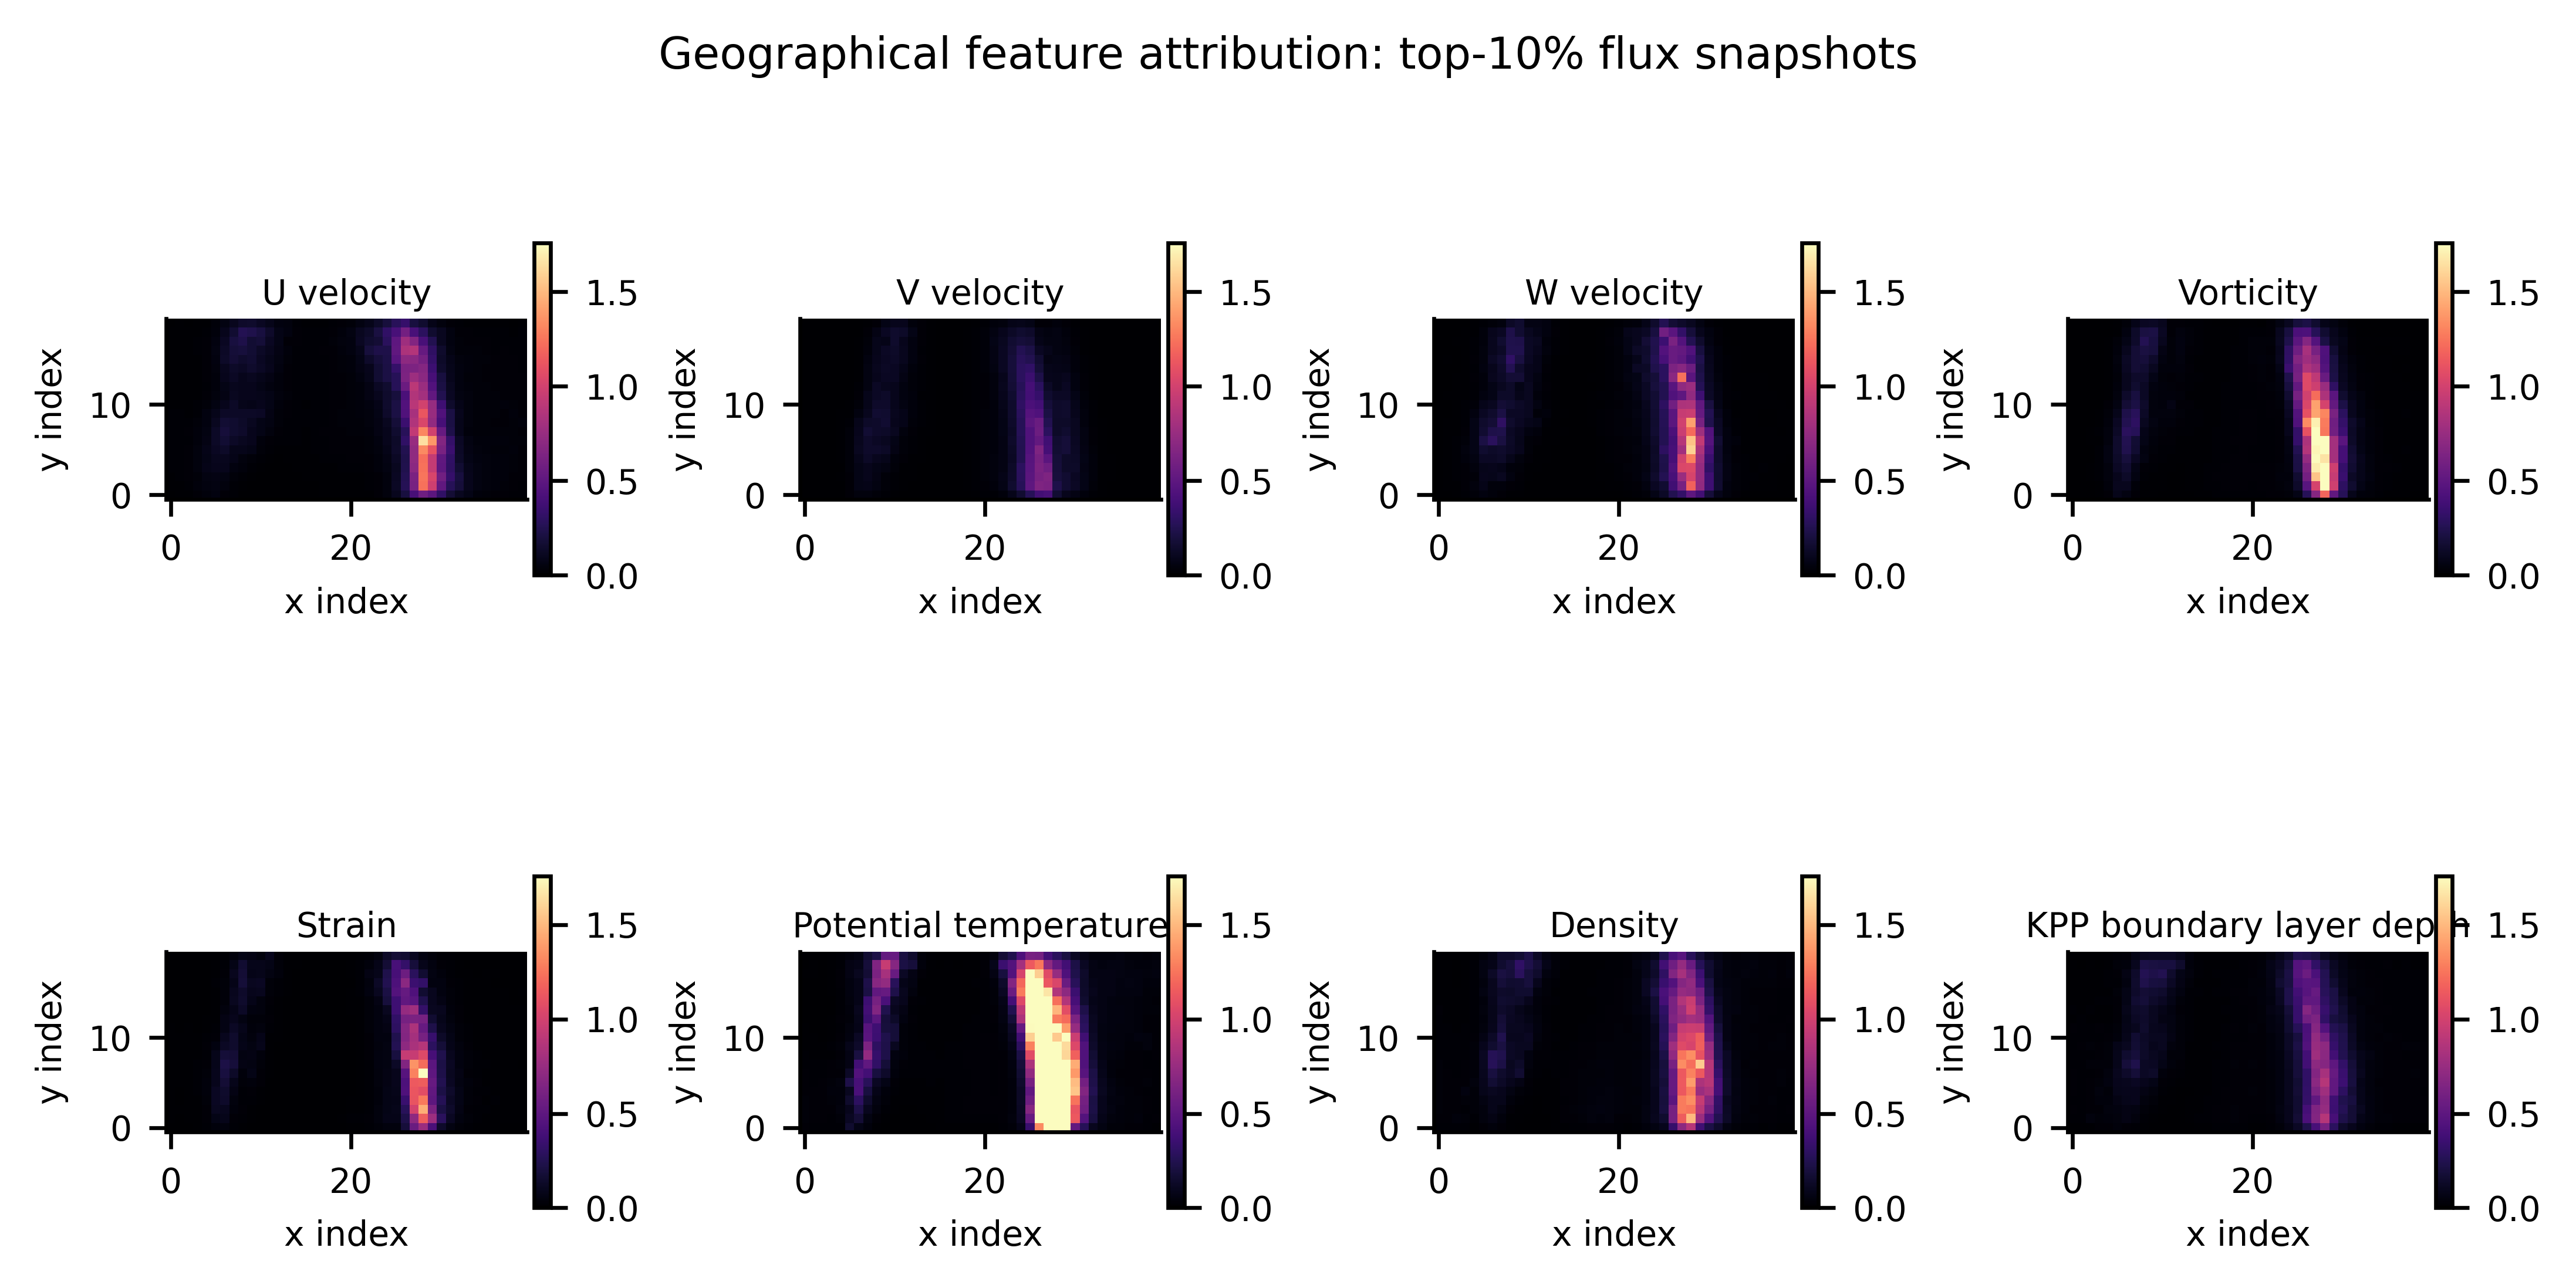 Geographical feature attribution: top-10% flux snapshots
U velocity
y index
10
0
0
20
x index
1.5
1.0
0.5
0.0
V velocity
y index
10
0
0
20
x index
1.5
1.0
0.5
0.0
W velocity
y index
10
0
0
20
x index
1.5
1.0
0.5
0.0
Vorticity
y index
10
0
0
20
x index
1.5
1.0
0.5
0.0
Strain
y index
10
0
0
20
x index
1.5
1.0
0.5
0.0
Potential temperature
y index
10
0
0
20
x index
1.5
1.0
0.5
0.0
Density
y index
10
0
0
20
x index
1.5
1.0
0.5
0.0
KPP boundary layer depth
y index
10
0
0
20
x index
1.5
1.0
0.5
0.0